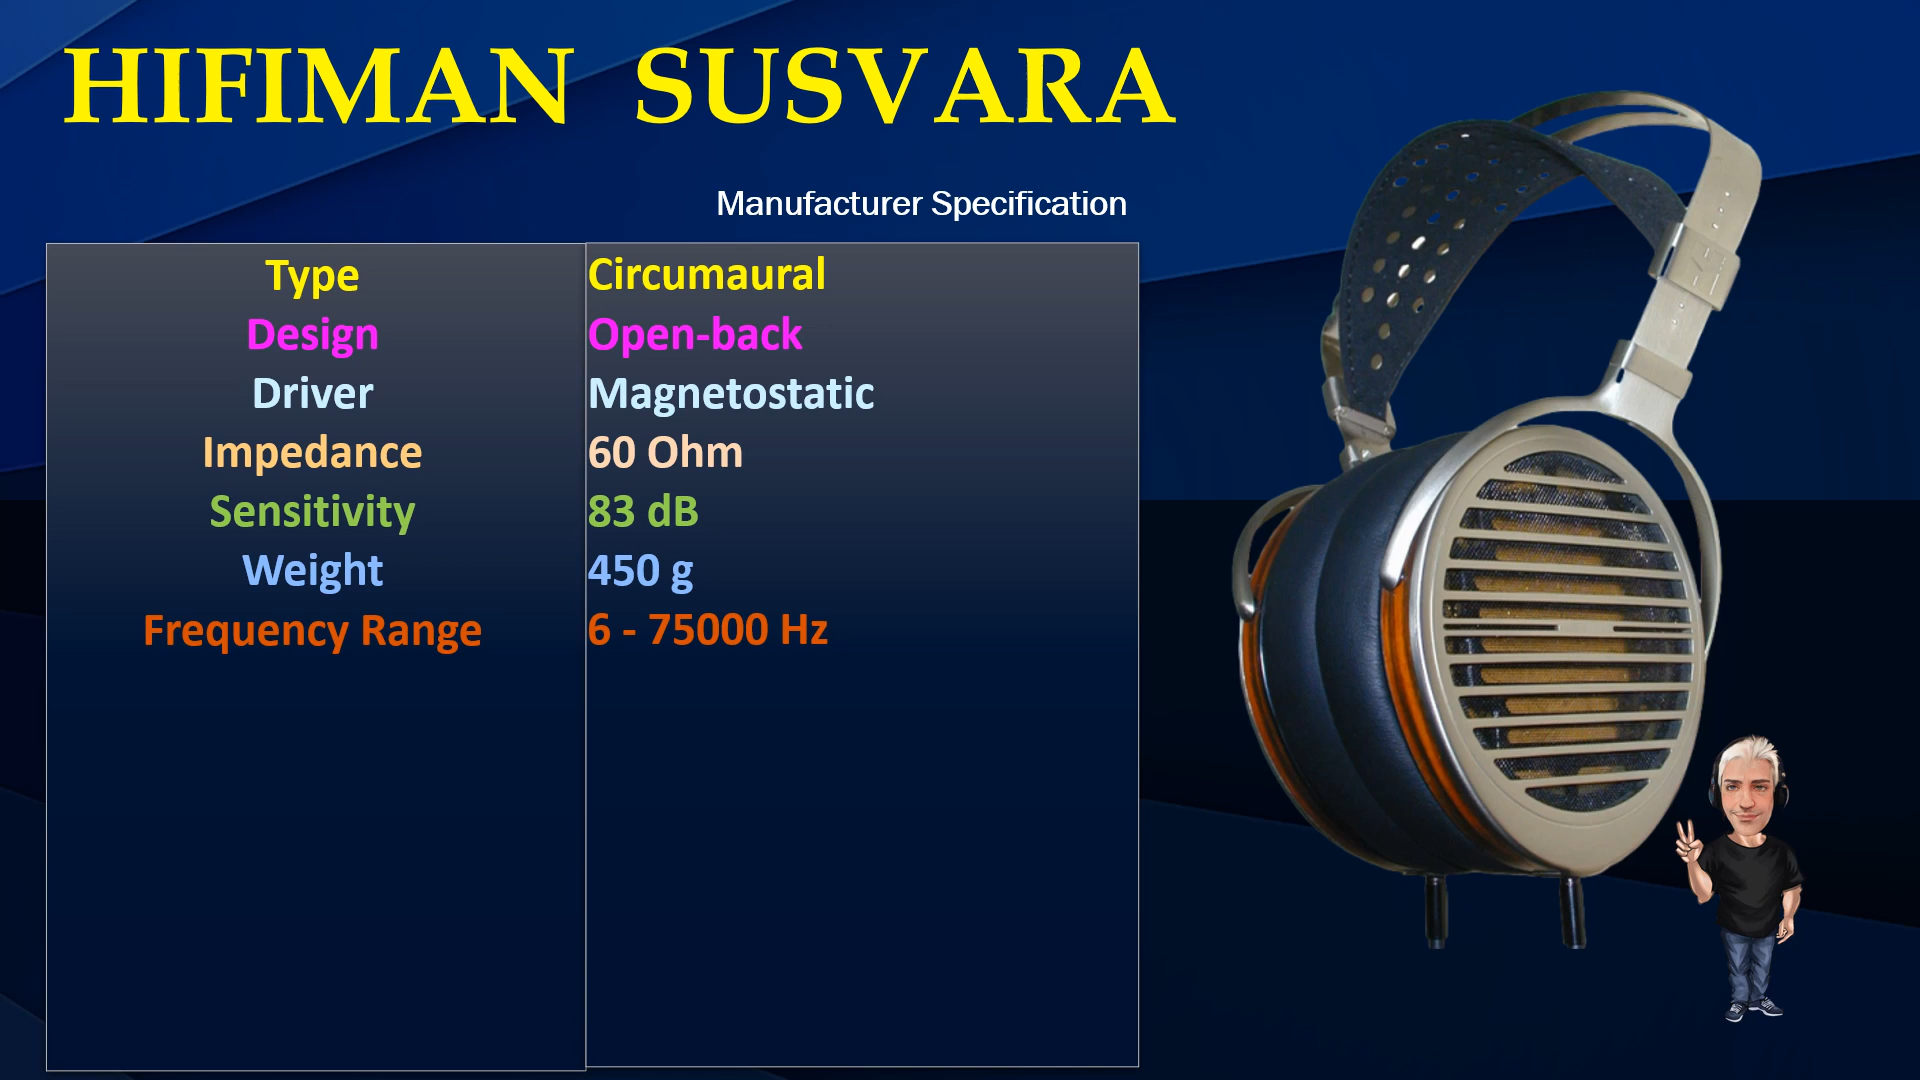 HIFIMAN SUSVARA
Manufacturer Specification
Type Circumaural
Design Open-back
Driver Magnetostatic
Impedance 60 Ohm
Sensitivity 83 dB
Weight 450 g
Frequency Range 6 - 75000 Hz